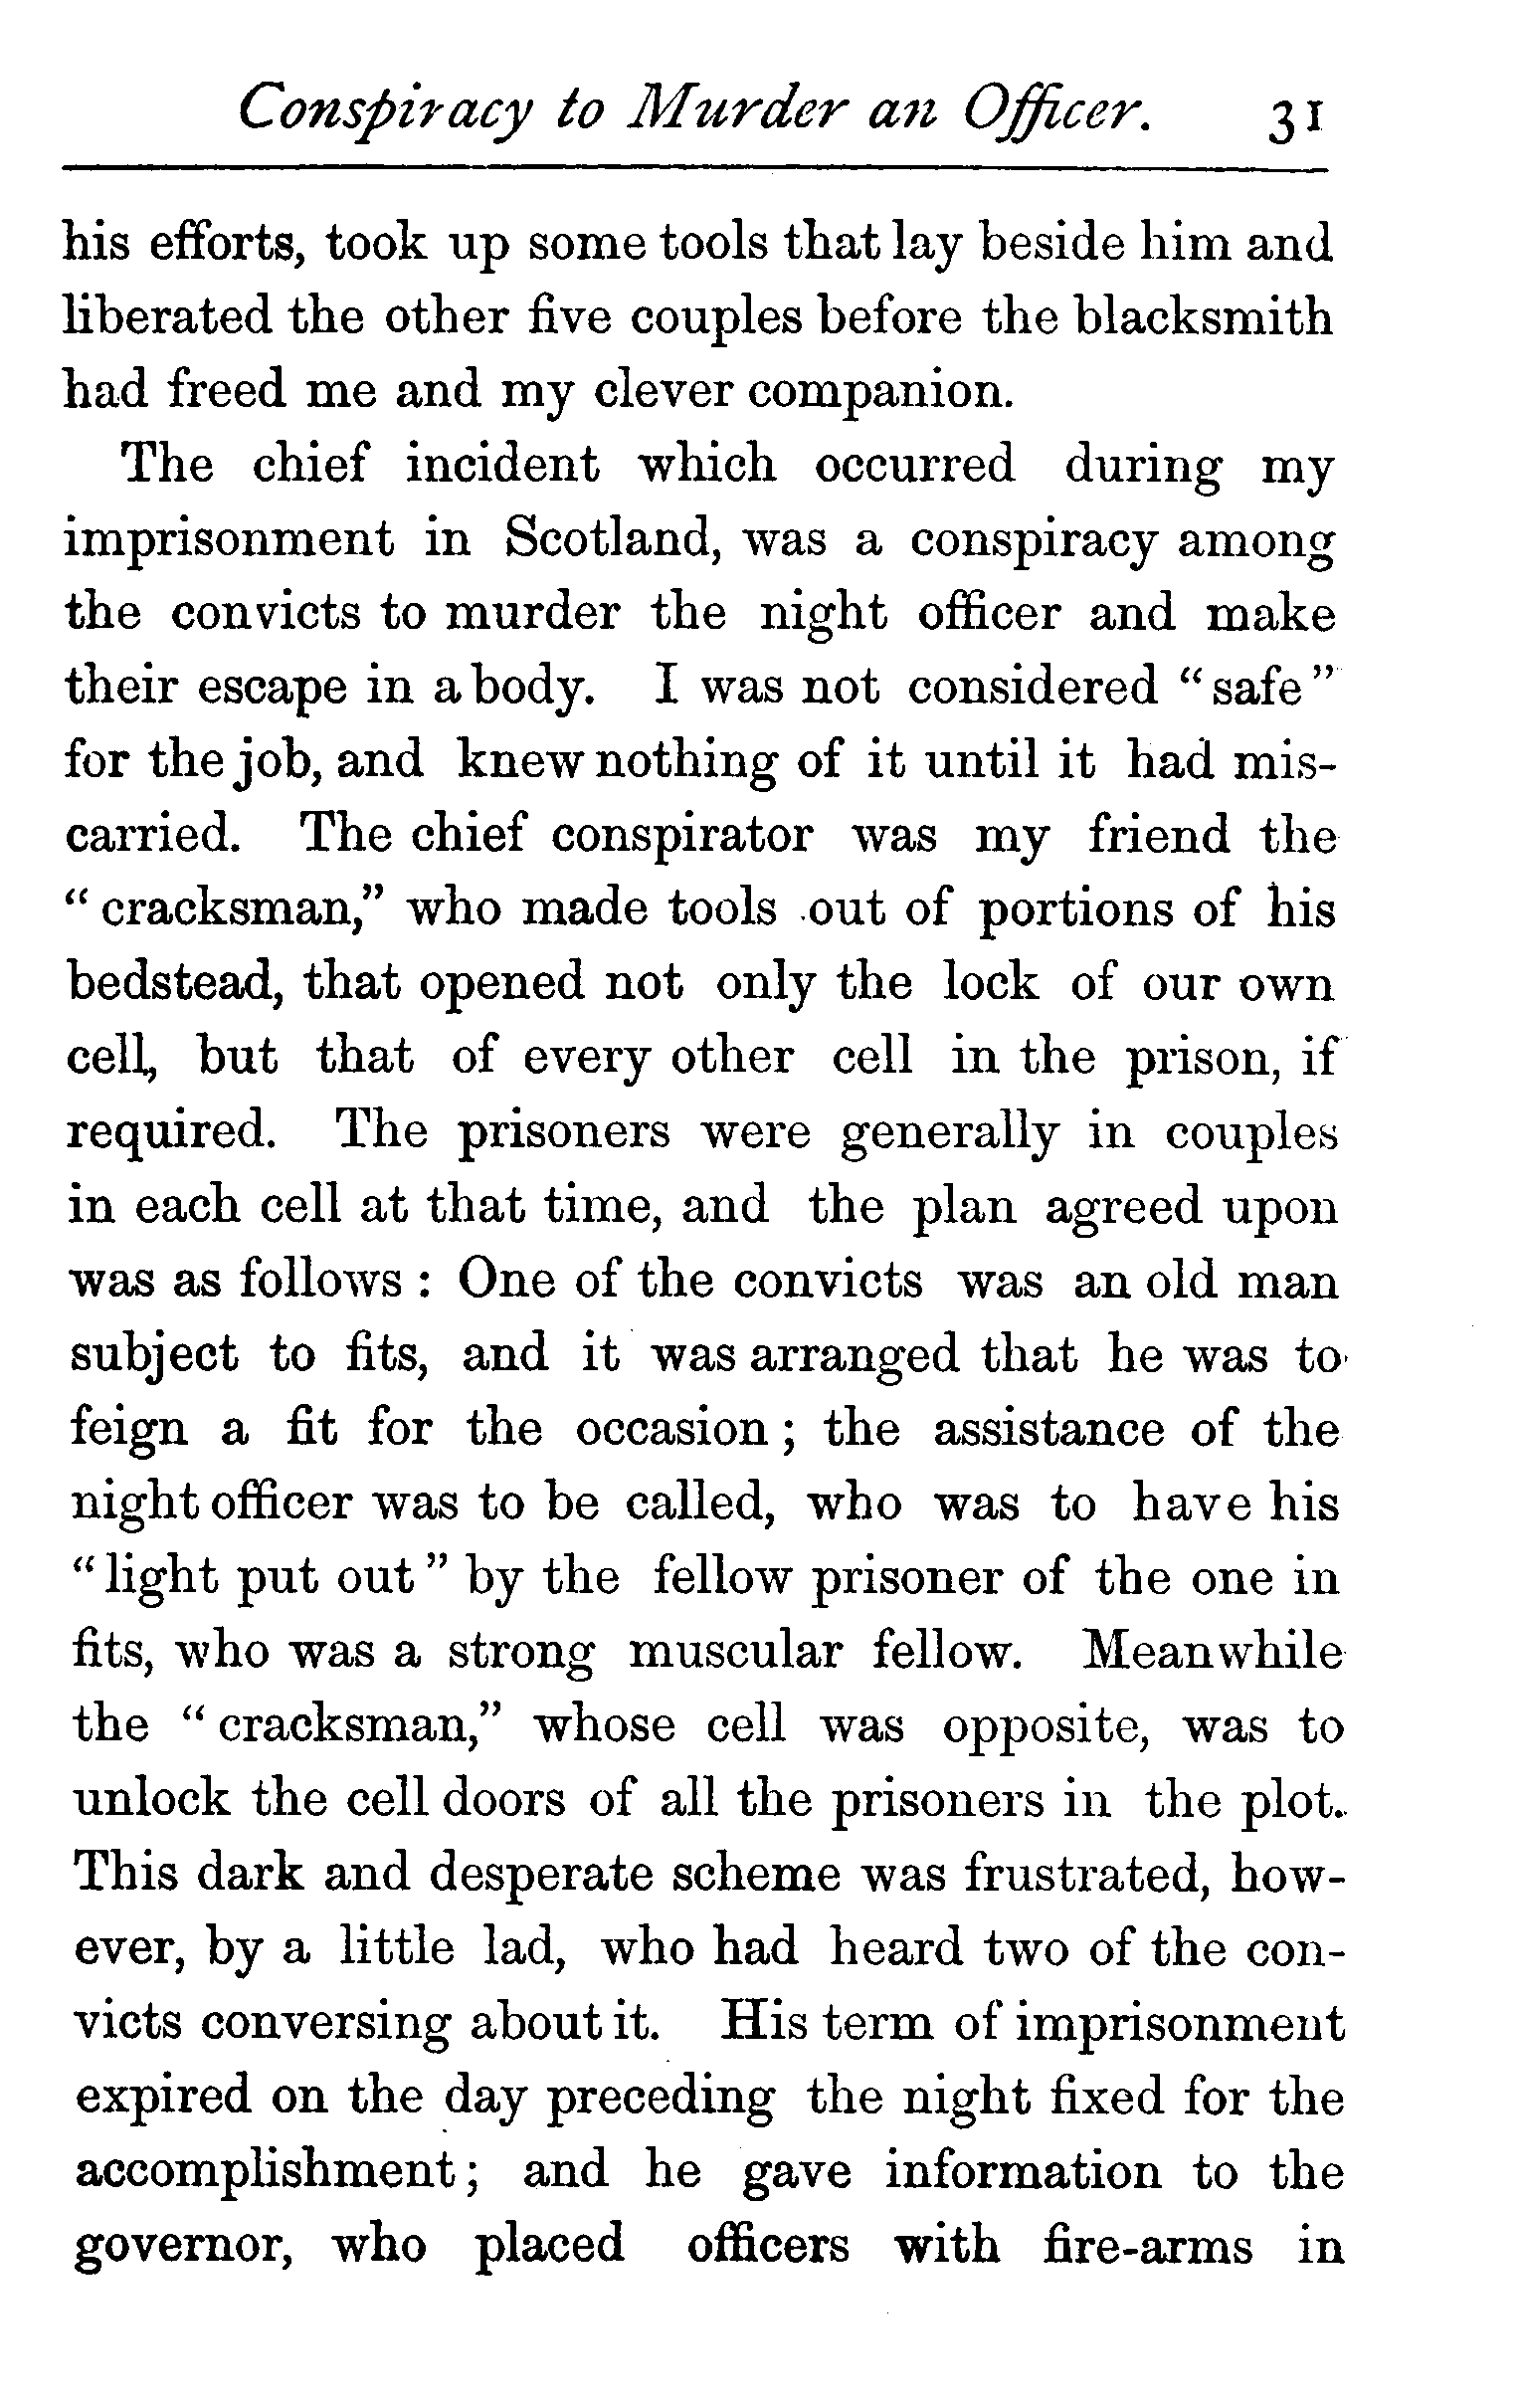 Conspiracy to Murder an Officer. 31
his efforts, took up some tools that lay beside him and
liberated the other five couples before the blacksmith
had freed me and my clever companion.
The chief incident which occurred during my
imprisonment in Scotland, was a conspiracy among
the convicts to murder the night officer and make
their escape in a body. I was not considered “safe”
for the job, and knew nothing of it until it had mis-
carried. The chief conspirator was my friend the
“cracksman,” who made tools out of portions of his
bedstead, that opened not only the lock of our own
cell, but that of every other cell in the prison, if
required. The prisoners were generally in couples
in each cell at that time, and the plan agreed upon
was as follows : One of the convicts was an old man
subject to fits, and it was arranged that he was to
feign a fit for the occasion ; the assistance of the
night officer was to be called, who was to have his
“light put out” by the fellow prisoner of the one in
fits, who was a strong muscular fellow. Meanwhile
the “cracksman,” whose cell was opposite, was to
unlock the cell doors of all the prisoners in the plot.
This dark and desperate scheme was frustrated, how-
ever, by a little lad, who had heard two of the con-
victs conversing about it. His term of imprisonment
expired on the day preceding the night fixed for the
accomplishment ; and he gave information to the
governor, who placed officers with fire-arms in